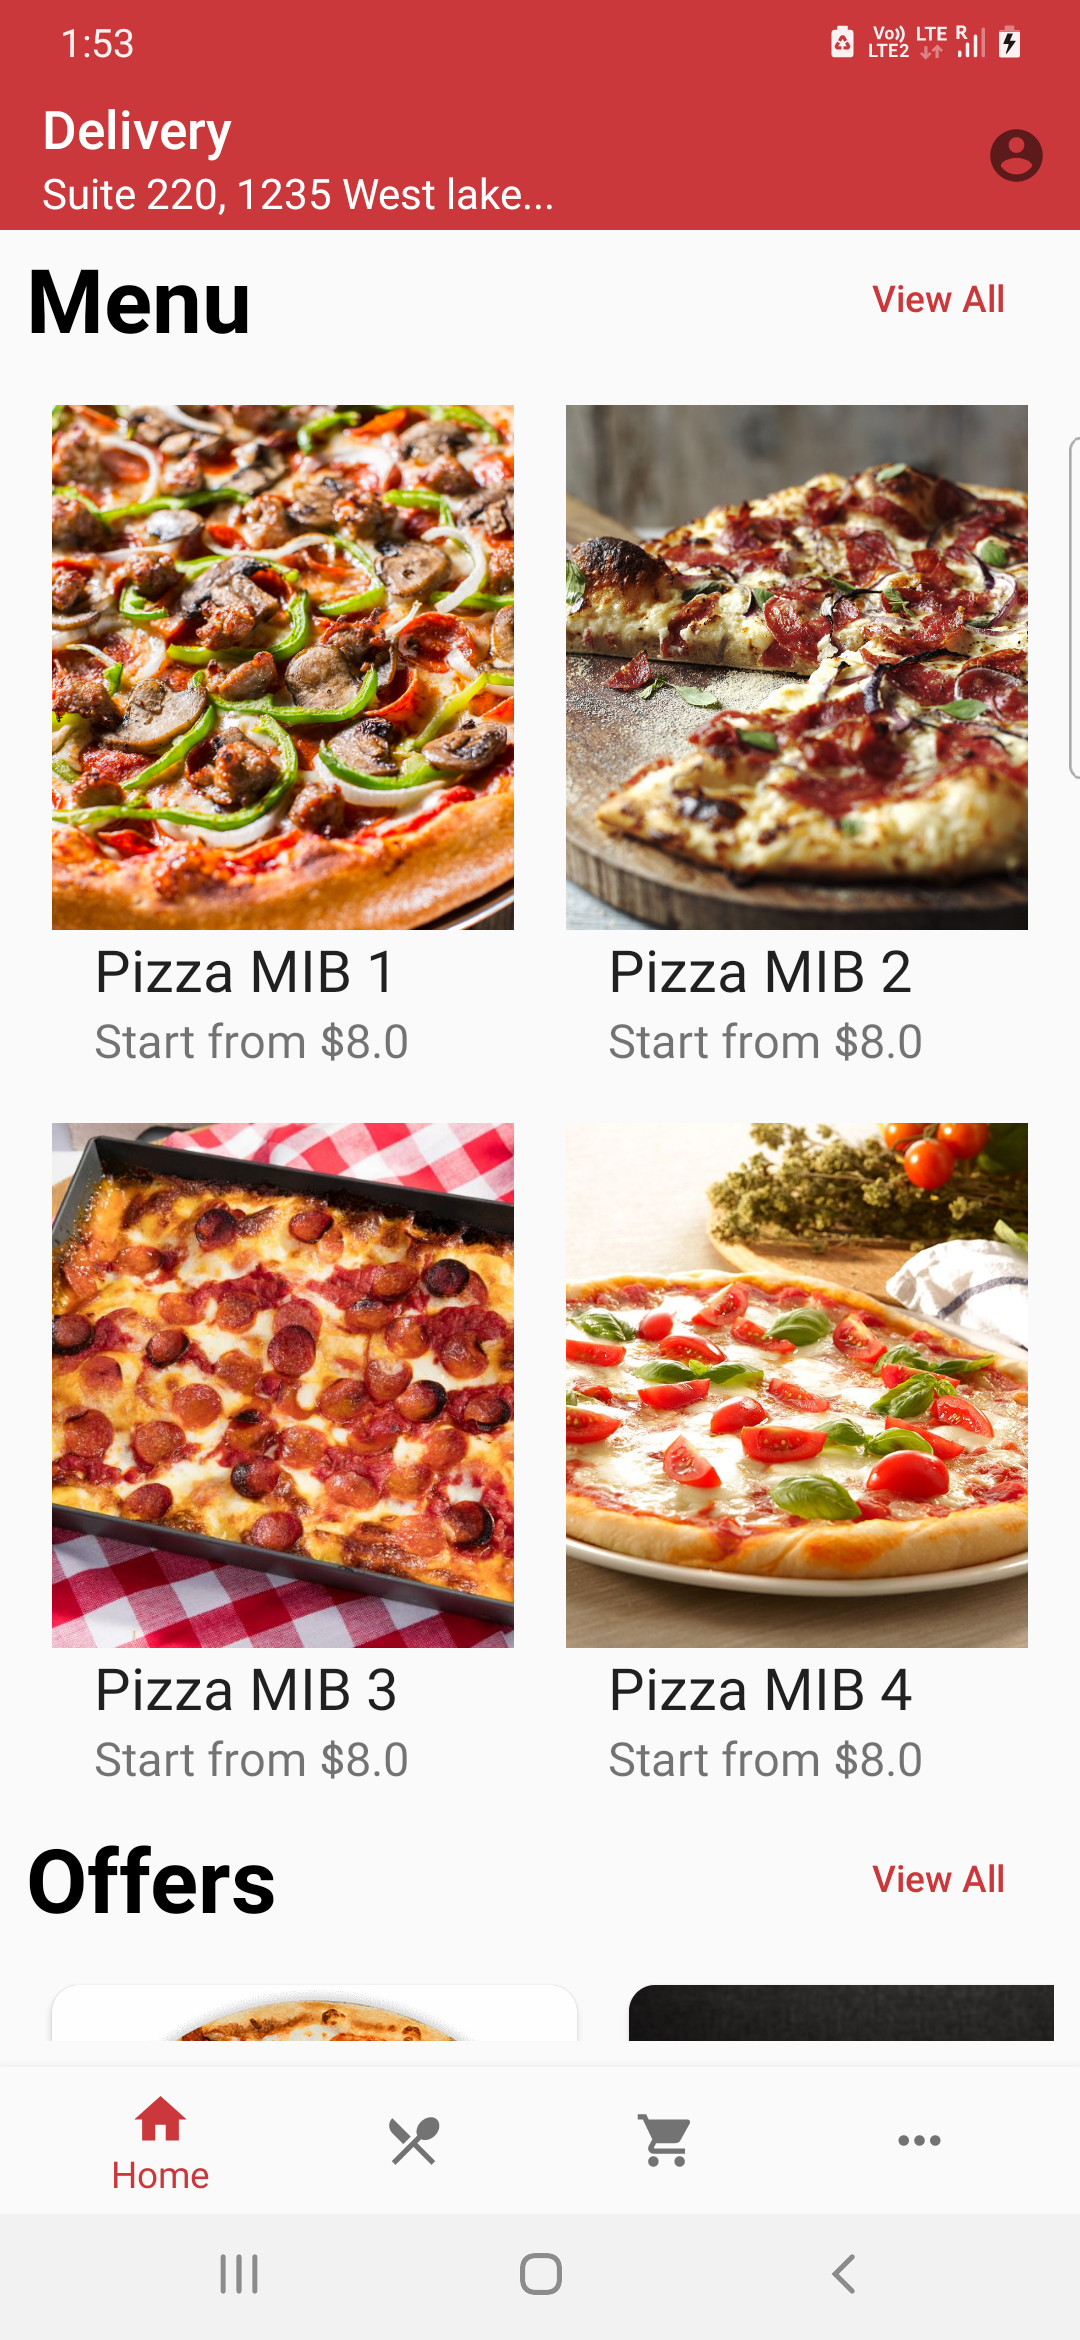 1:53
Vo)) LTE R
LTE2
Delivery
Suite 220, 1235 West lake...
Menu
View All
Pizza MIB 1
Pizza MIB 2
Start from $8.0
Start from $8.0
Pizza MIB 3
Pizza MIB 4
Start from $8.0
Start from $8.0
Offers
View All
Home